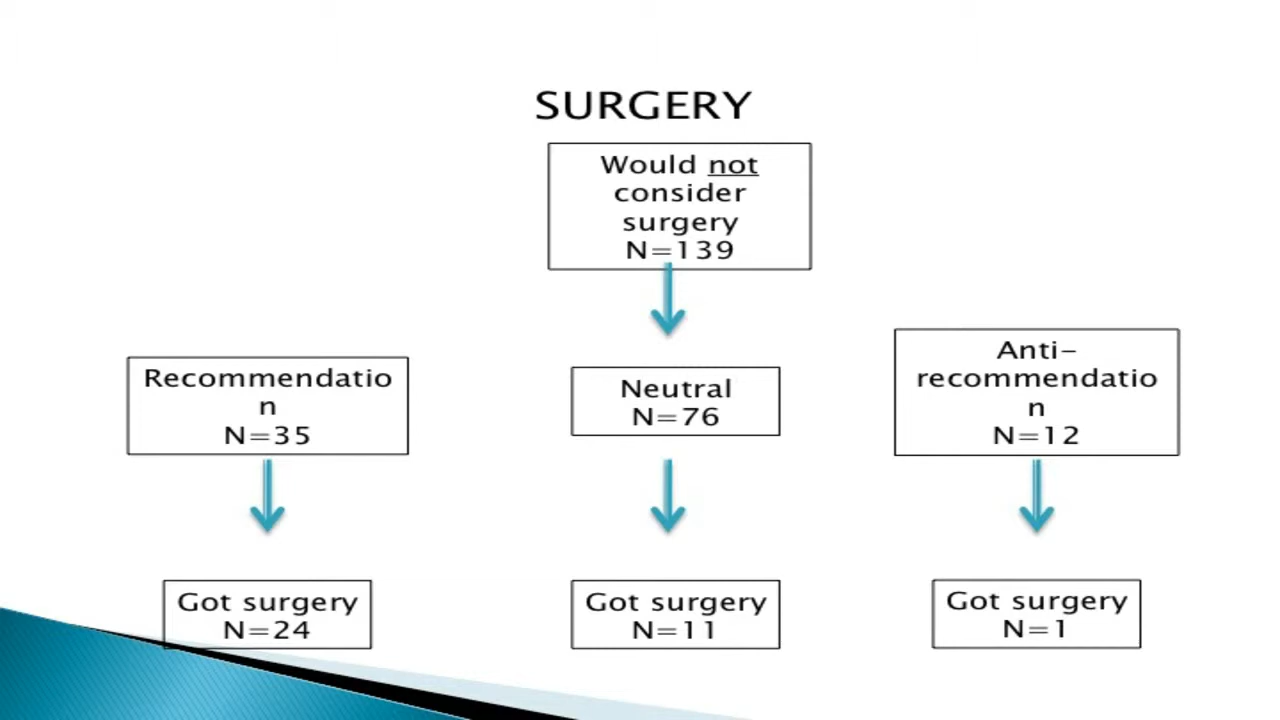 SURGERY
Would not
consider
surgery
N=139
Recommendatio
n
N=35
Neutral
N=76
Anti-
recommendatio
n
N=12
Got surgery
N=24
Got surgery
N=11
Got surgery
N=1